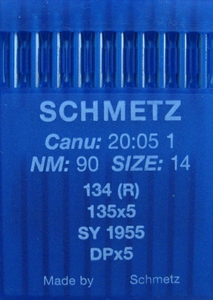 SCHMETZ
Canu: 20:05 1
NM: 90 SIZE: 14
134 (R)
135x5
SY 1955
DPx5
Made by Schmetz